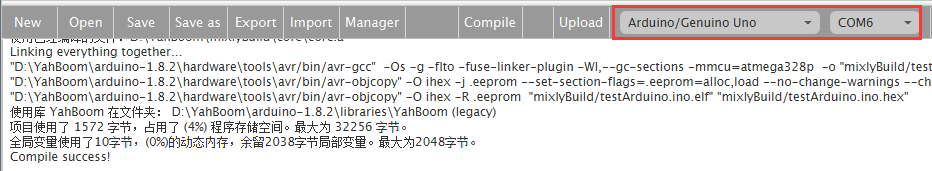 New Open Save Save as Export Import Manager Compile Upload Arduino/Genuino Uno COM6
Linking everything together...
"D:\YahBoom\arduino-1.8.2\hardware\tools\avr/bin/avr-gcc" -Os -g -flto -fuse-linker-plugin -Wl,--gc-sections -mmcu=atmega328p -o "mixlyBuild/test
"D:\YahBoom\arduino-1.8.2\hardware\tools\avr/bin/avr-objcopy" -O ihex -j .eeprom --set-section-flags=.eeprom=alloc,load --no-change-warnings --ch
"D:\YahBoom\arduino-1.8.2\hardware\tools\avr/bin/avr-objcopy" -O ihex -R .eeprom "mixlyBuild/testArduino.ino.elf" "mixlyBuild/testArduino.ino.hex"
使用库 YahBoom 在文件夹: D:\YahBoom\arduino-1.8.2\libraries\YahBoom (legacy)
项目使用了 1572 字节，占用了 (4%) 程序存储空间。最大为 32256 字节。
全局变量使用了10字节，(0%)的动态内存，余留2038字节局部变量。最大为2048字节。
Compile success!